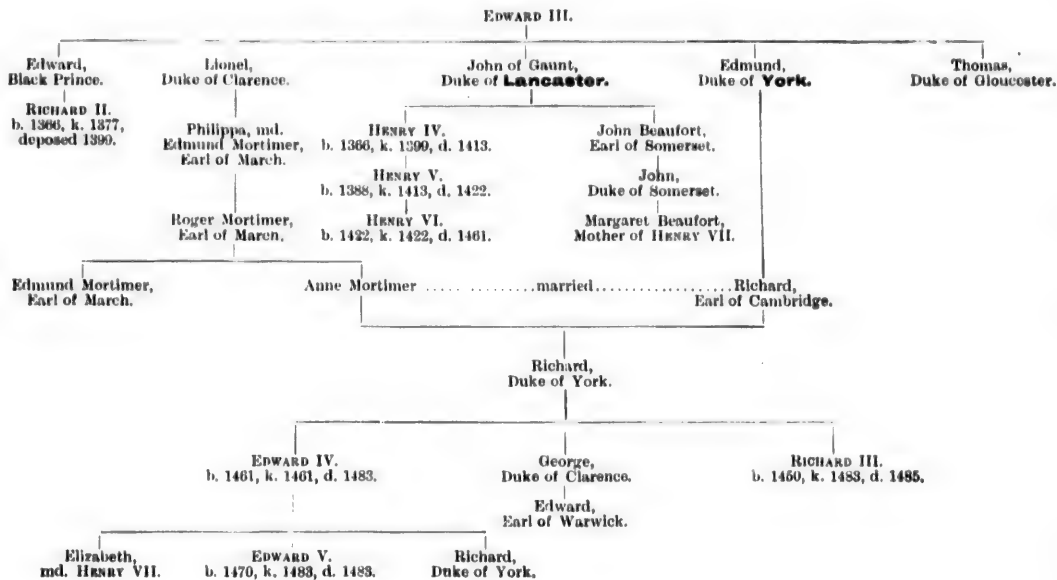 EDWARD III.
Edward, Black Prince.
Lionel, Duke of Clarence.
John of Gaunt, Duke of Lancaster.
Edmund, Duke of York.
Thomas, Duke of Gloucester.
RICHARD II.
b. 1366, k. 1377,
deposed 1399.
Philippa, md.
Edmund Mortimer,
Earl of March.
HENRY IV.
b. 1366, k. 1399, d. 1413.
John Beaufort,
Earl of Somerset.
HENRY V.
b. 1388, k. 1413, d. 1422.
John,
Duke of Somerset.
Roger Mortimer,
Earl of March.
HENRY VI.
b. 1422, k. 1422, d. 1461.
Margaret Beaufort,
Mother of HENRY VII.
Edmund Mortimer,
Earl of March.
Anne Mortimer ........... married ........... Richard,
Earl of Cambridge.
Richard,
Duke of York.
EDWARD IV.
b. 1461, k. 1461, d. 1483.
George,
Duke of Clarence.
RICHARD III.
b. 1450, k. 1483, d. 1485.
Edward,
Earl of Warwick.
Elizabeth,
md. HENRY VII.
EDWARD V.
b. 1470, k. 1483, d. 1483.
Richard,
Duke of York.